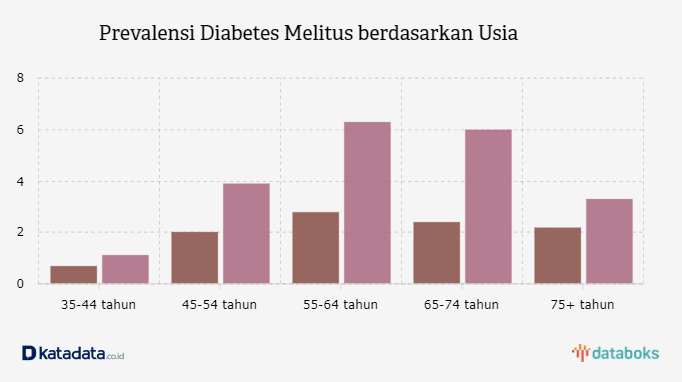 Prevalensi Diabetes Melitus berdasarkan Usia
8
6
4
2
0
35-44 tahun 45-54 tahun 55-64 tahun 65-74 tahun 75+ tahun
katadata.co.id databoks